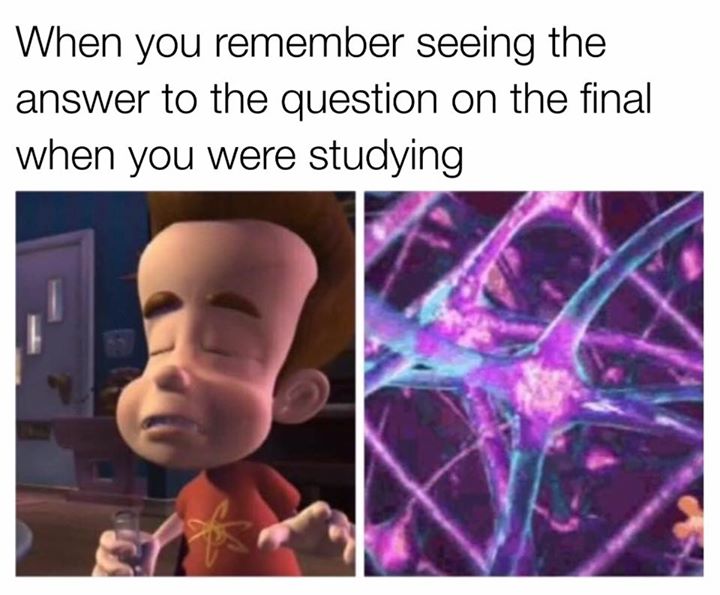 When you remember seeing the
answer to the question on the final
when you were studying